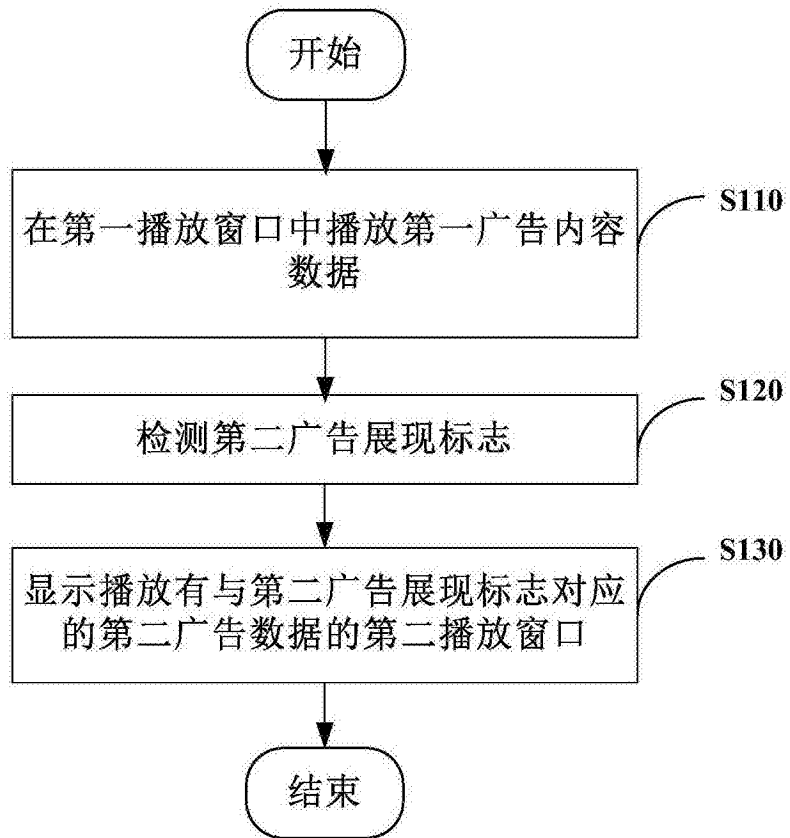 开始
在第一播放窗口中播放第一广告内容
数据
S110
检测第二广告展现标志
S120
显示播放有与第二广告展现标志对应
的第二广告数据的第二播放窗口
S130
结束